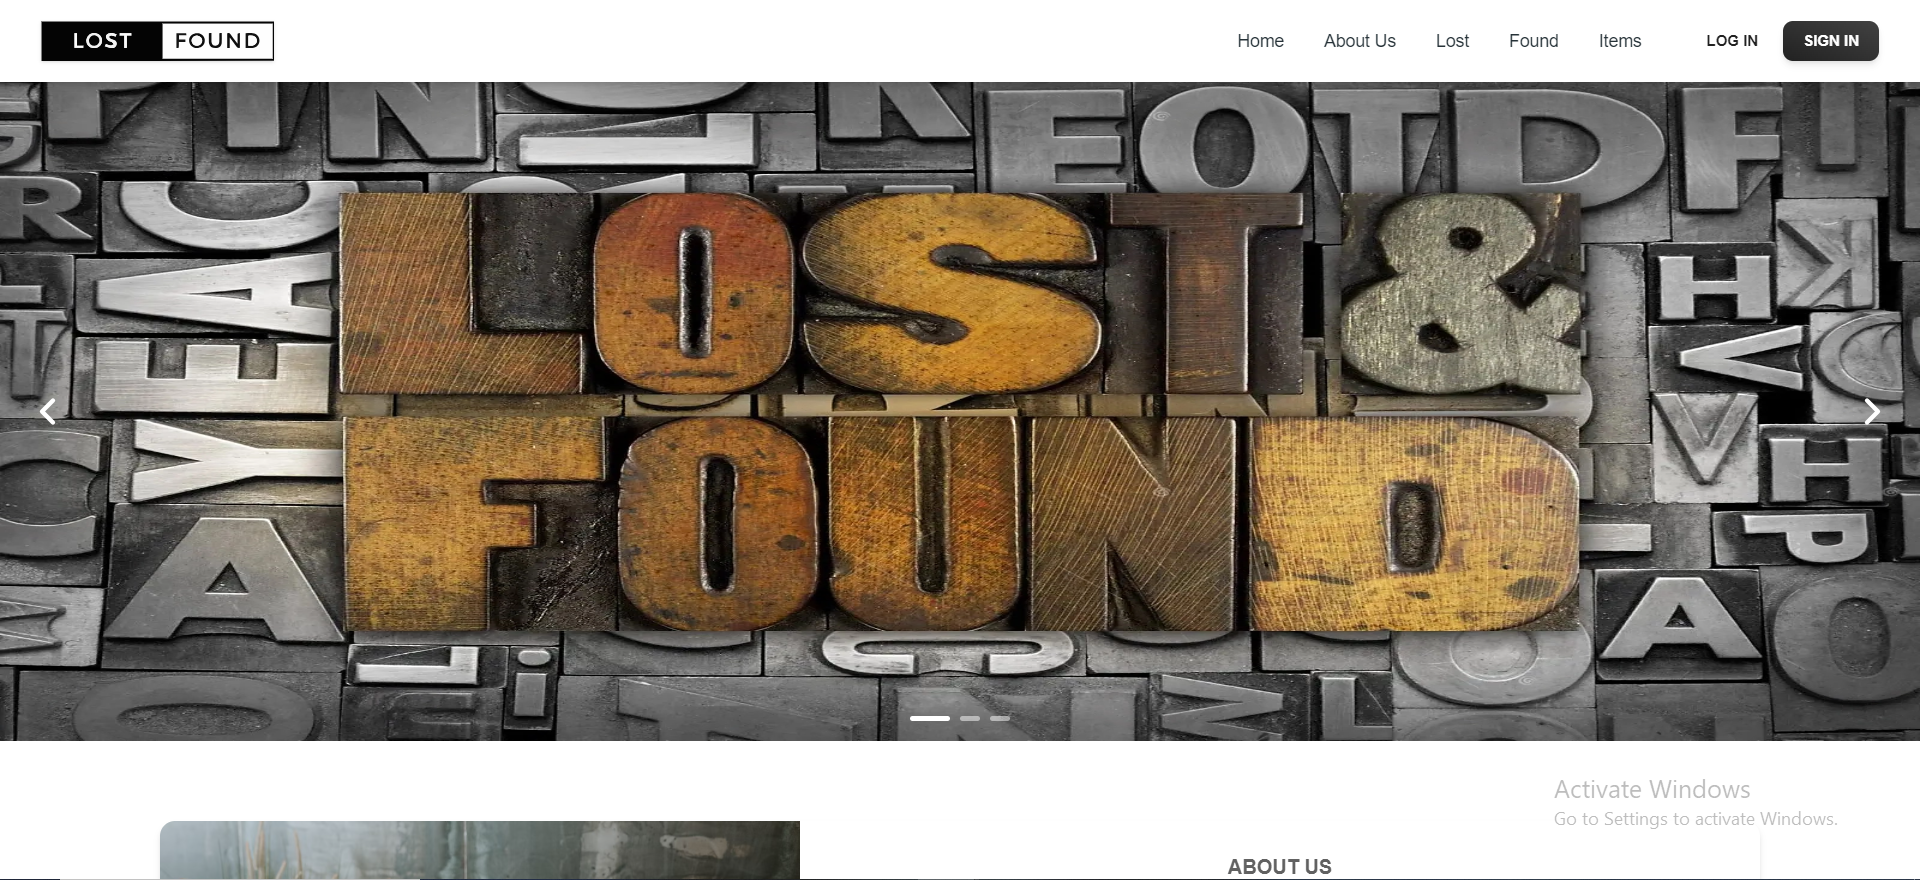 LOST FOUND
Home About Us Lost Found Items LOG IN SIGN IN
LOST &
FOUND
Activate Windows
Go to Settings to activate Windows.
ABOUT US